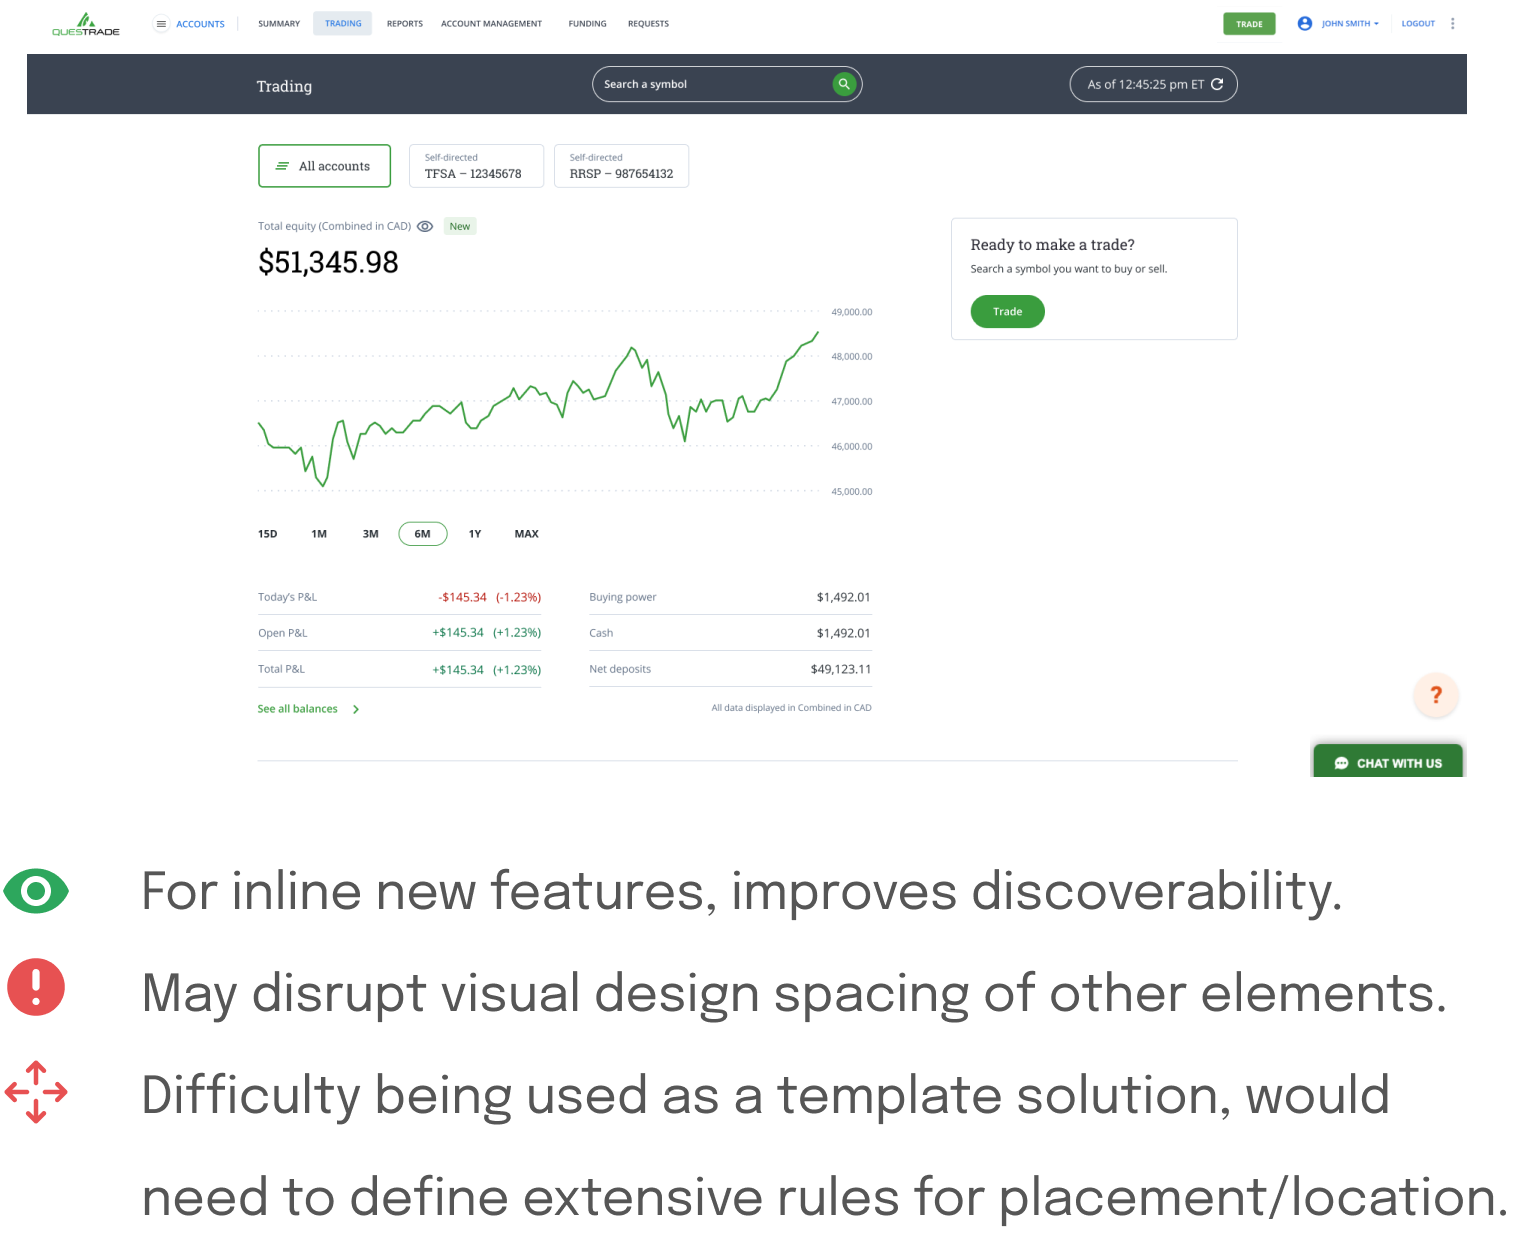 QUESTRADE
ACCOUNTS
SUMMARY
TRADING
REPORTS
ACCOUNT MANAGEMENT
FUNDING
REQUESTS
TRADE
JOHN SMITH
LOGOUT
Trading
Search a symbol
As of 12:45:25 pm ET
All accounts
Self-directed
TFSA – 12345678
Self-directed
RRSP – 987654132
Total equity (Combined in CAD)
New
$51,345.98
Ready to make a trade?
Search a symbol you want to buy or sell.
Trade
49,000.00
48,000.00
47,000.00
46,000.00
45,000.00
15D
1M
3M
6M
1Y
MAX
Today's P&L
-$145.34 (-1.23%)
Open P&L
+$145.34 (+1.23%)
Total P&L
+$145.34 (+1.23%)
See all balances
Buying power
$1,492.01
Cash
$1,492.01
Net deposits
$49,123.11
All data displayed in Combined in CAD
?
CHAT WITH US
For inline new features, improves discoverability.
May disrupt visual design spacing of other elements.
Difficulty being used as a template solution, would
need to define extensive rules for placement/location.